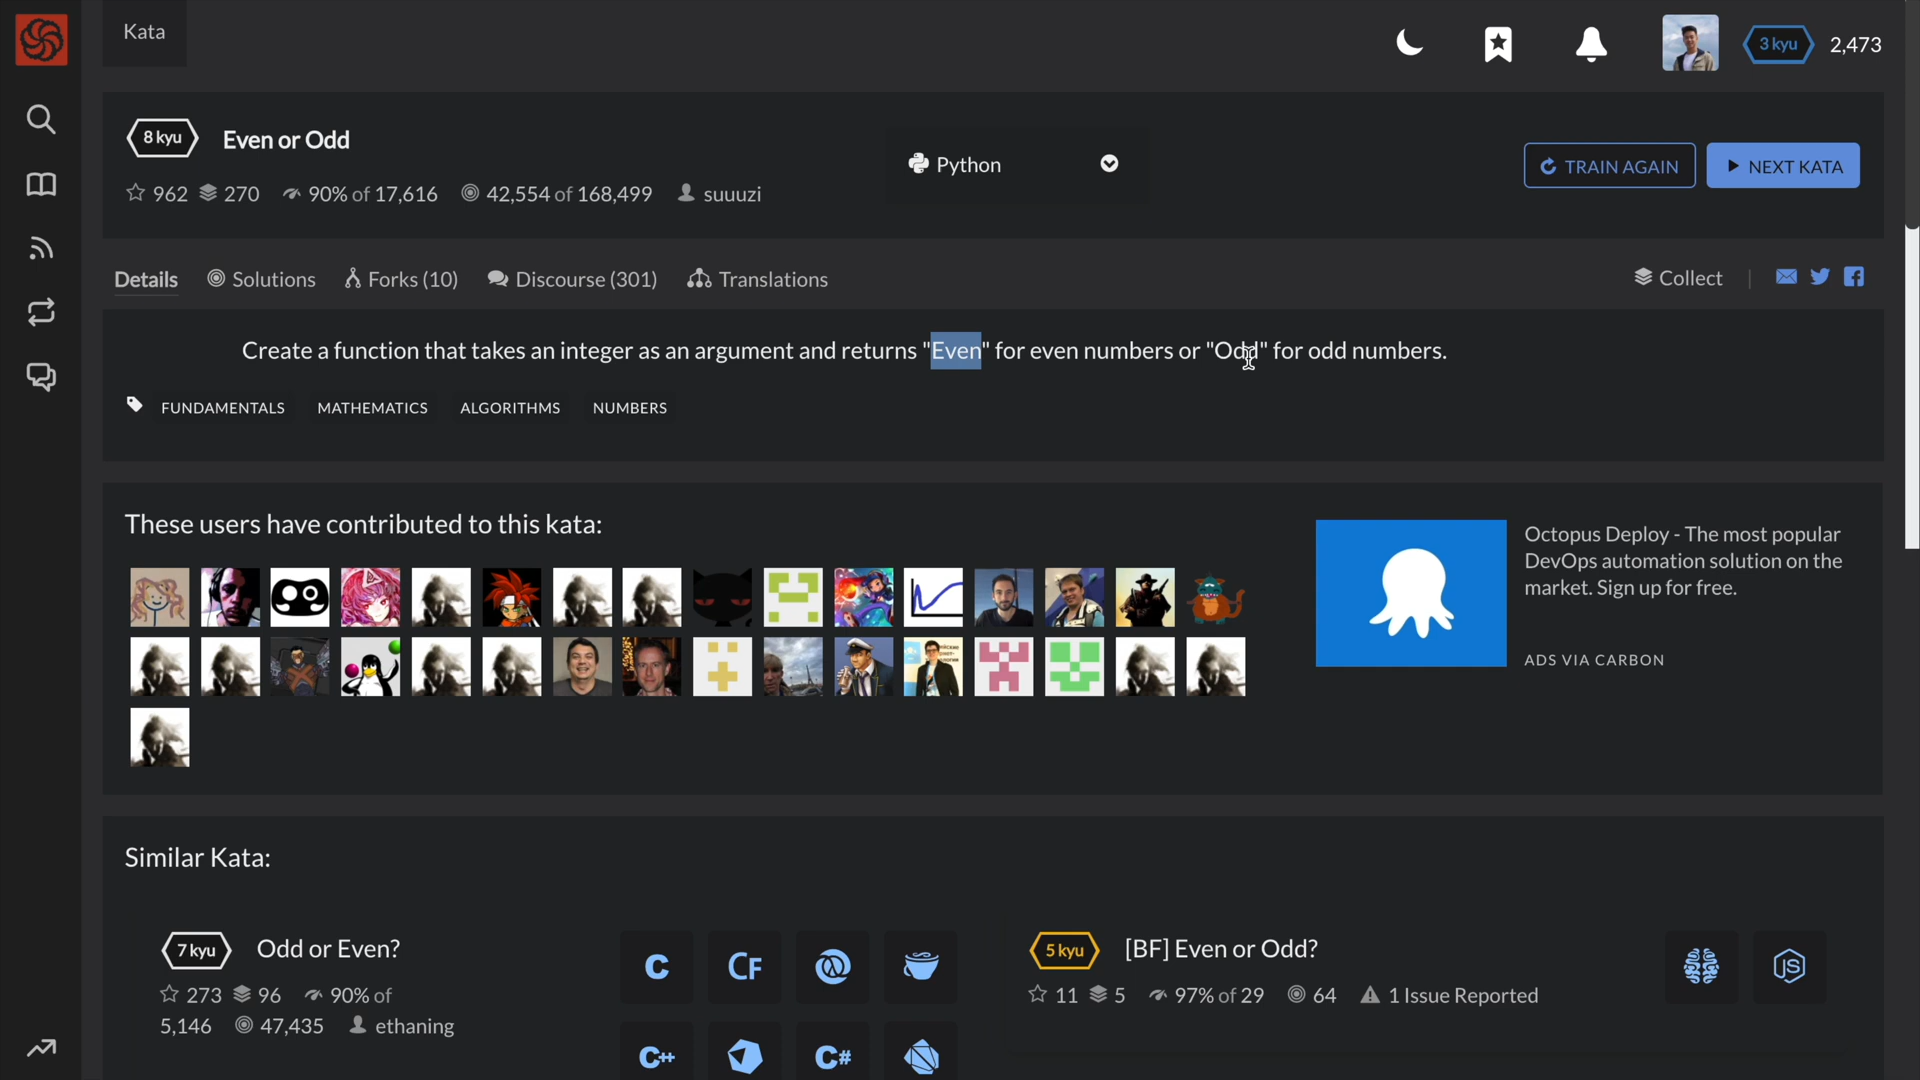 Kata
3 kyu 2,473
8 kyu Even or Odd
962 270 90% of 17,616 42,554 of 168,499 suuuzi
Python
TRAIN AGAIN NEXT KATA
Details Solutions Forks (10) Discourse (301) Translations
Collect |
Create a function that takes an integer as an argument and returns "Even" for even numbers or "Odd" for odd numbers.
FUNDAMENTALS MATHEMATICS ALGORITHMS NUMBERS
These users have contributed to this kata:
Octopus Deploy - The most popular
DevOps automation solution on the
market. Sign up for free.
ADS VIA CARBON
Similar Kata:
7 kyu Odd or Even?
273 96 90% of
5,146 47,435 ethaning
C CF
C++ C#
5 kyu [BF] Even or Odd?
11 5 97% of 29 64 1 Issue Reported
JS